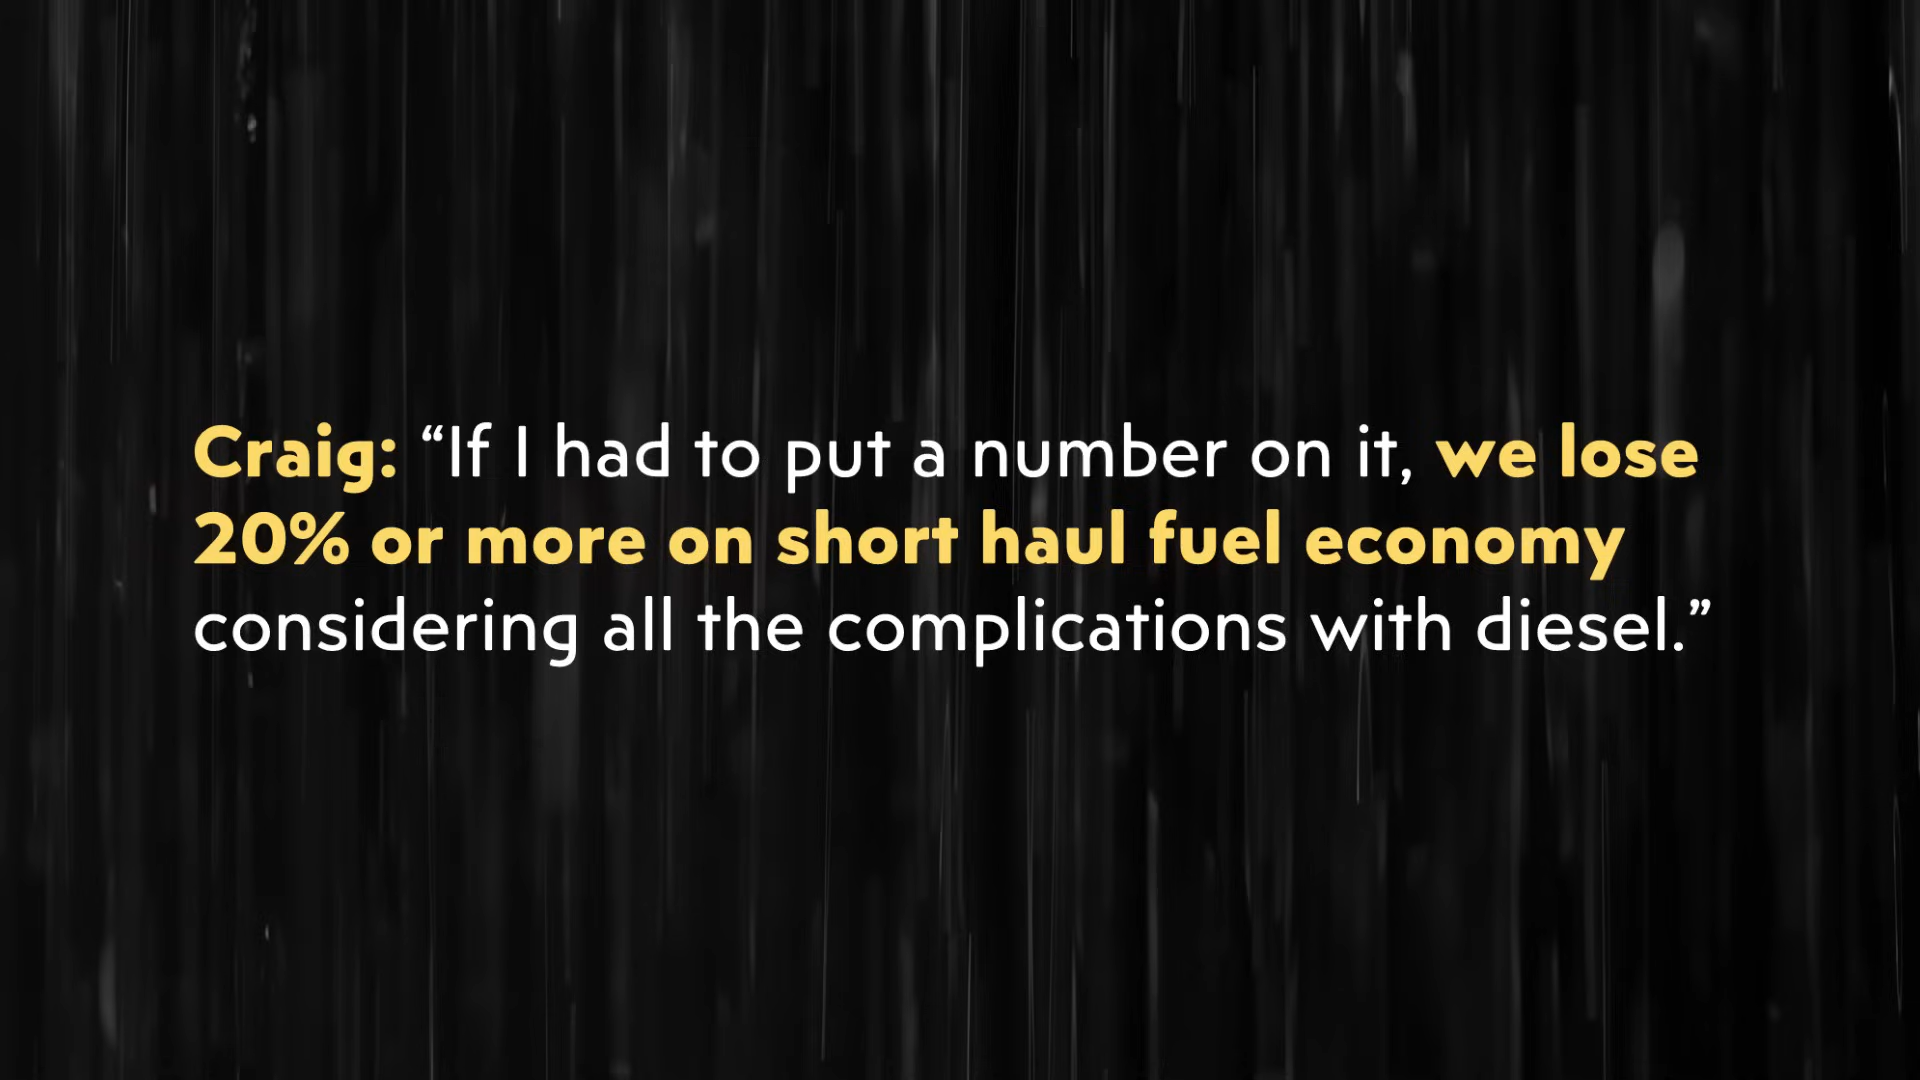 Craig: “If I had to put a number on it, we lose
20% or more on short haul fuel economy
considering all the complications with diesel.”